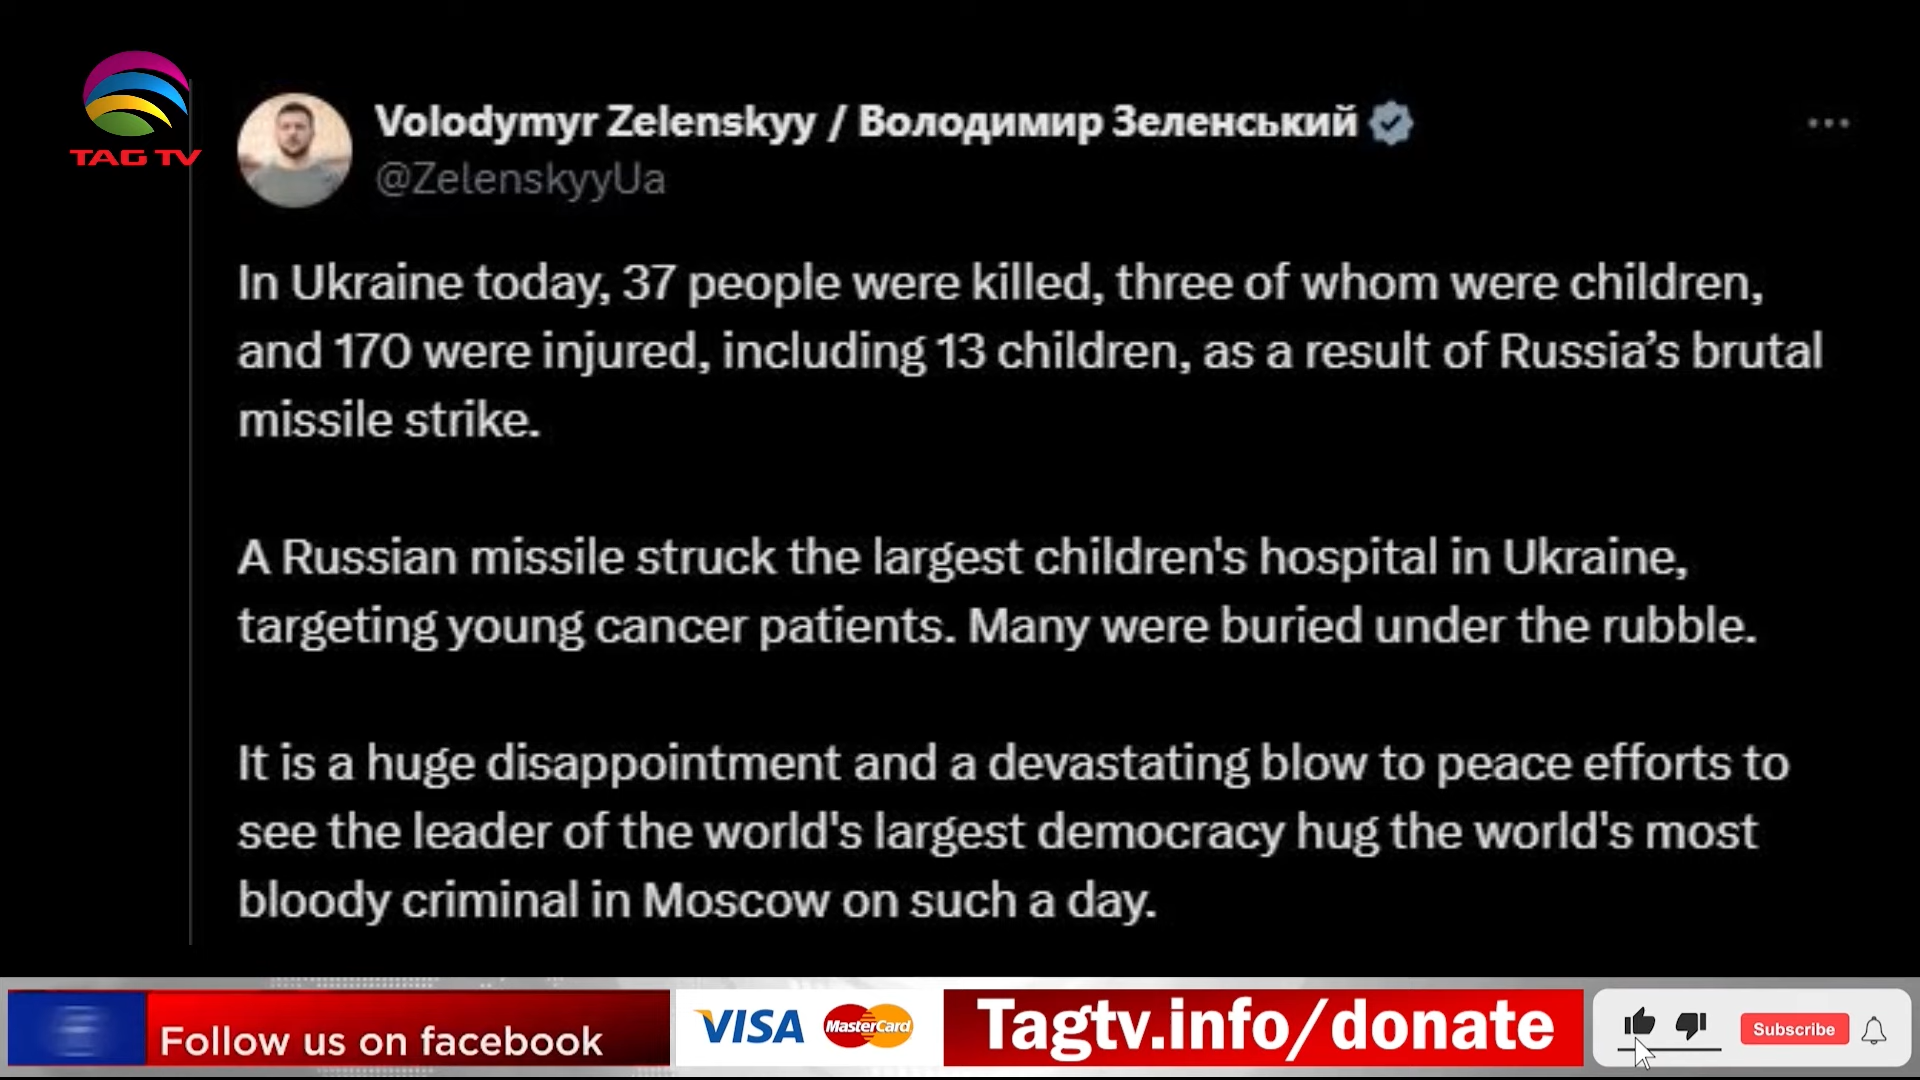 TAG TV
Volodymyr Zelenskyy / Володимир Зеленський
@ZelenskyyUa
In Ukraine today, 37 people were killed, three of whom were children,
and 170 were injured, including 13 children, as a result of Russia’s brutal
missile strike.
A Russian missile struck the largest children's hospital in Ukraine,
targeting young cancer patients. Many were buried under the rubble.
It is a huge disappointment and a devastating blow to peace efforts to
see the leader of the world's largest democracy hug the world's most
bloody criminal in Moscow on such a day.
Follow us on facebook
VISA
MasterCard
Tagtv.info/donate
Subscribe